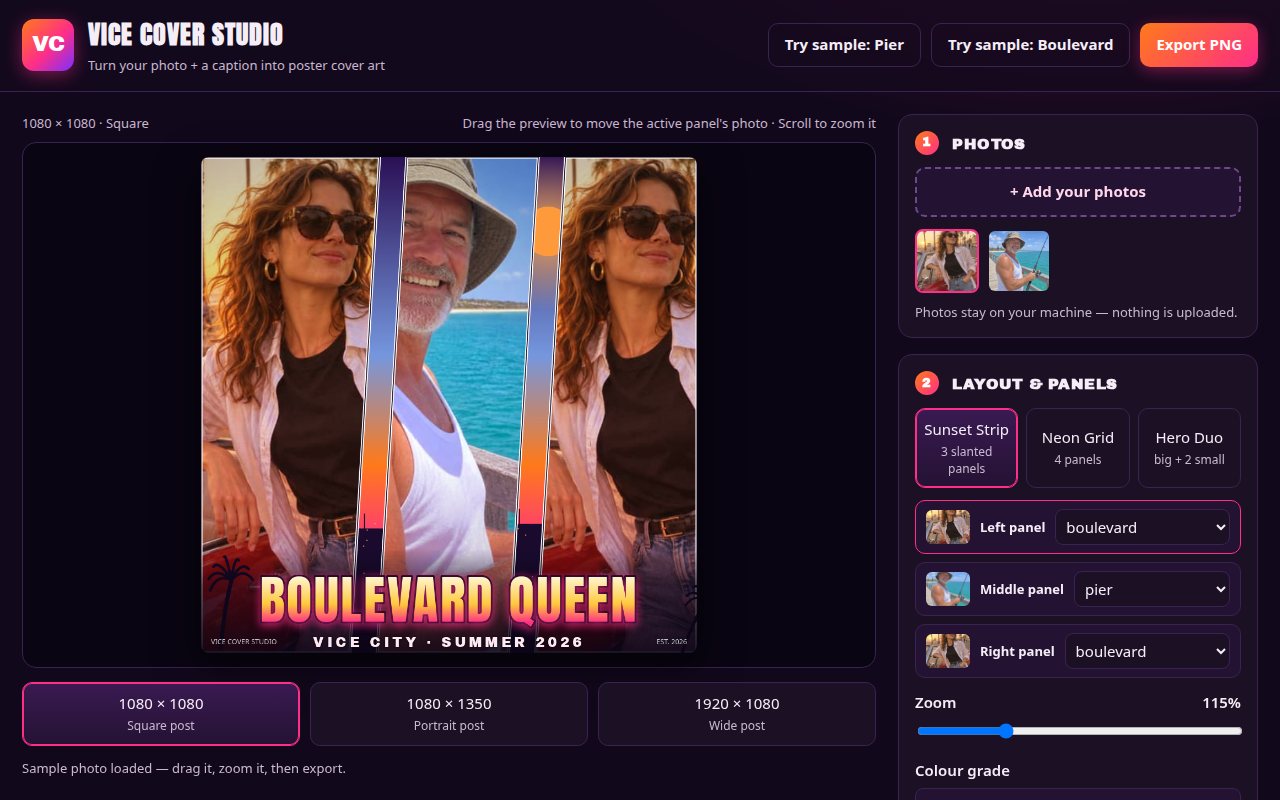 VC
VICE COVER STUDIO
Turn your photo + a caption into poster cover art
Try sample: Pier
Try sample: Boulevard
Export PNG
1080 × 1080 · Square
Drag the preview to move the active panel's photo · Scroll to zoom it
BOULEVARD QUEEN
VICE COVER STUDIO
VICE CITY · SUMMER 2026
EST. 2026
1080 × 1080
Square post
1080 × 1350
Portrait post
1920 × 1080
Wide post
Sample photo loaded — drag it, zoom it, then export.
1 PHOTOS
+ Add your photos
Photos stay on your machine — nothing is uploaded.
2 LAYOUT & PANELS
Sunset Strip
3 slanted
panels
Neon Grid
4 panels
Hero Duo
big + 2 small
Left panel boulevard
Middle panel pier
Right panel boulevard
Zoom 115%
Colour grade